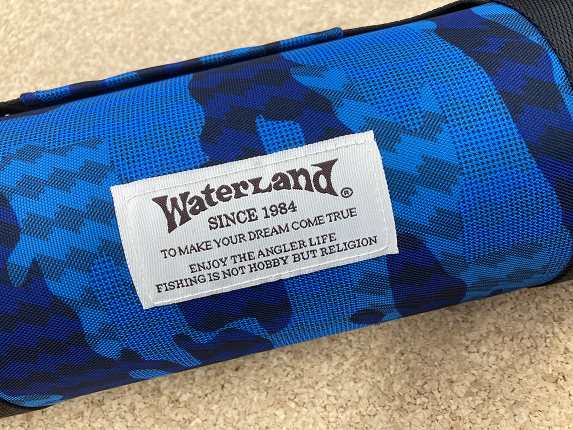 WaterLand®
SINCE 1984
TO MAKE YOUR DREAM COME TRUE
ENJOY THE ANGLER LIFE
FISHING IS NOT HOBBY BUT RELIGION